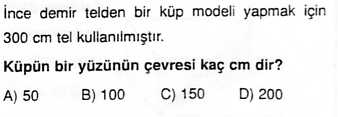 İnce demir telden bir küp modeli yapmak için
300 cm tel kullanılmıştır.
Küpün bir yüzünün çevresi kaç cm dir?
A) 50 B) 100 C) 150 D) 200